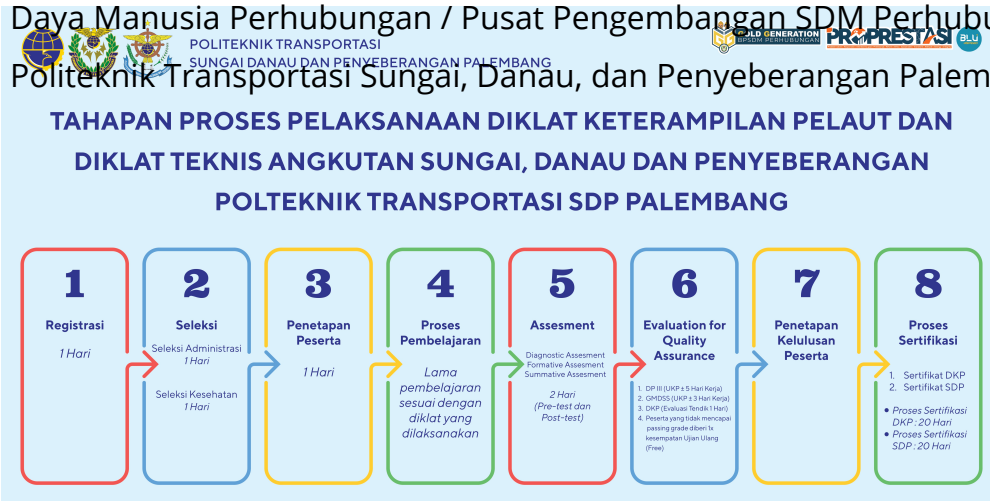 Daya Manusia Perhubungan / Pusat Pengembangan SDM Perhubu
POLITEKNIK TRANSPORTASI
SUNGAI DANAU DAN PENYEBERANGAN PALEMBANG
GOLD GENERATION
BPSDM PERHUBUNGAN
PROPRESTASI
BLU
Politeknik Transportasi Sungai, Danau, dan Penyeberangan Palem
TAHAPAN PROSES PELAKSANAAN DIKLAT KETERAMPILAN PELAUT DAN
DIKLAT TEKNIS ANGKUTAN SUNGAI, DANAU DAN PENYEBERANGAN
POLTEKNIK TRANSPORTASI SDP PALEMBANG
1
Registrasi
1 Hari
2
Seleksi
Seleksi Administrasi
1 Hari
Seleksi Kesehatan
1 Hari
3
Penetapan
Peserta
1 Hari
4
Proses
Pembelajaran
Lama
pembelajaran
sesuai dengan
diklat yang
dilaksanakan
5
Assesment
Diagnostic Assesment
Formative Assesment
Summative Assesment
2 Hari
(Pre-test dan
Post-test)
6
Evaluation for
Quality
Assurance
1. DP III (UKP ± 5 Hari Kerja)
2. GMDSS (UKP ± 3 Hari Kerja)
3. DKP (Evaluasi Tendik 1 Hari)
4. Peserta yang tidak mencapai
passing grade diberi 1x
kesempatan Ujian Ulang
(Free)
7
Penetapan
Kelulusan
Peserta
8
Proses
Sertifikasi
1. Sertifikat DKP
2. Sertifikat SDP
• Proses Sertifikasi
DKP : 20 Hari
• Proses Sertifikasi
SDP : 20 Hari